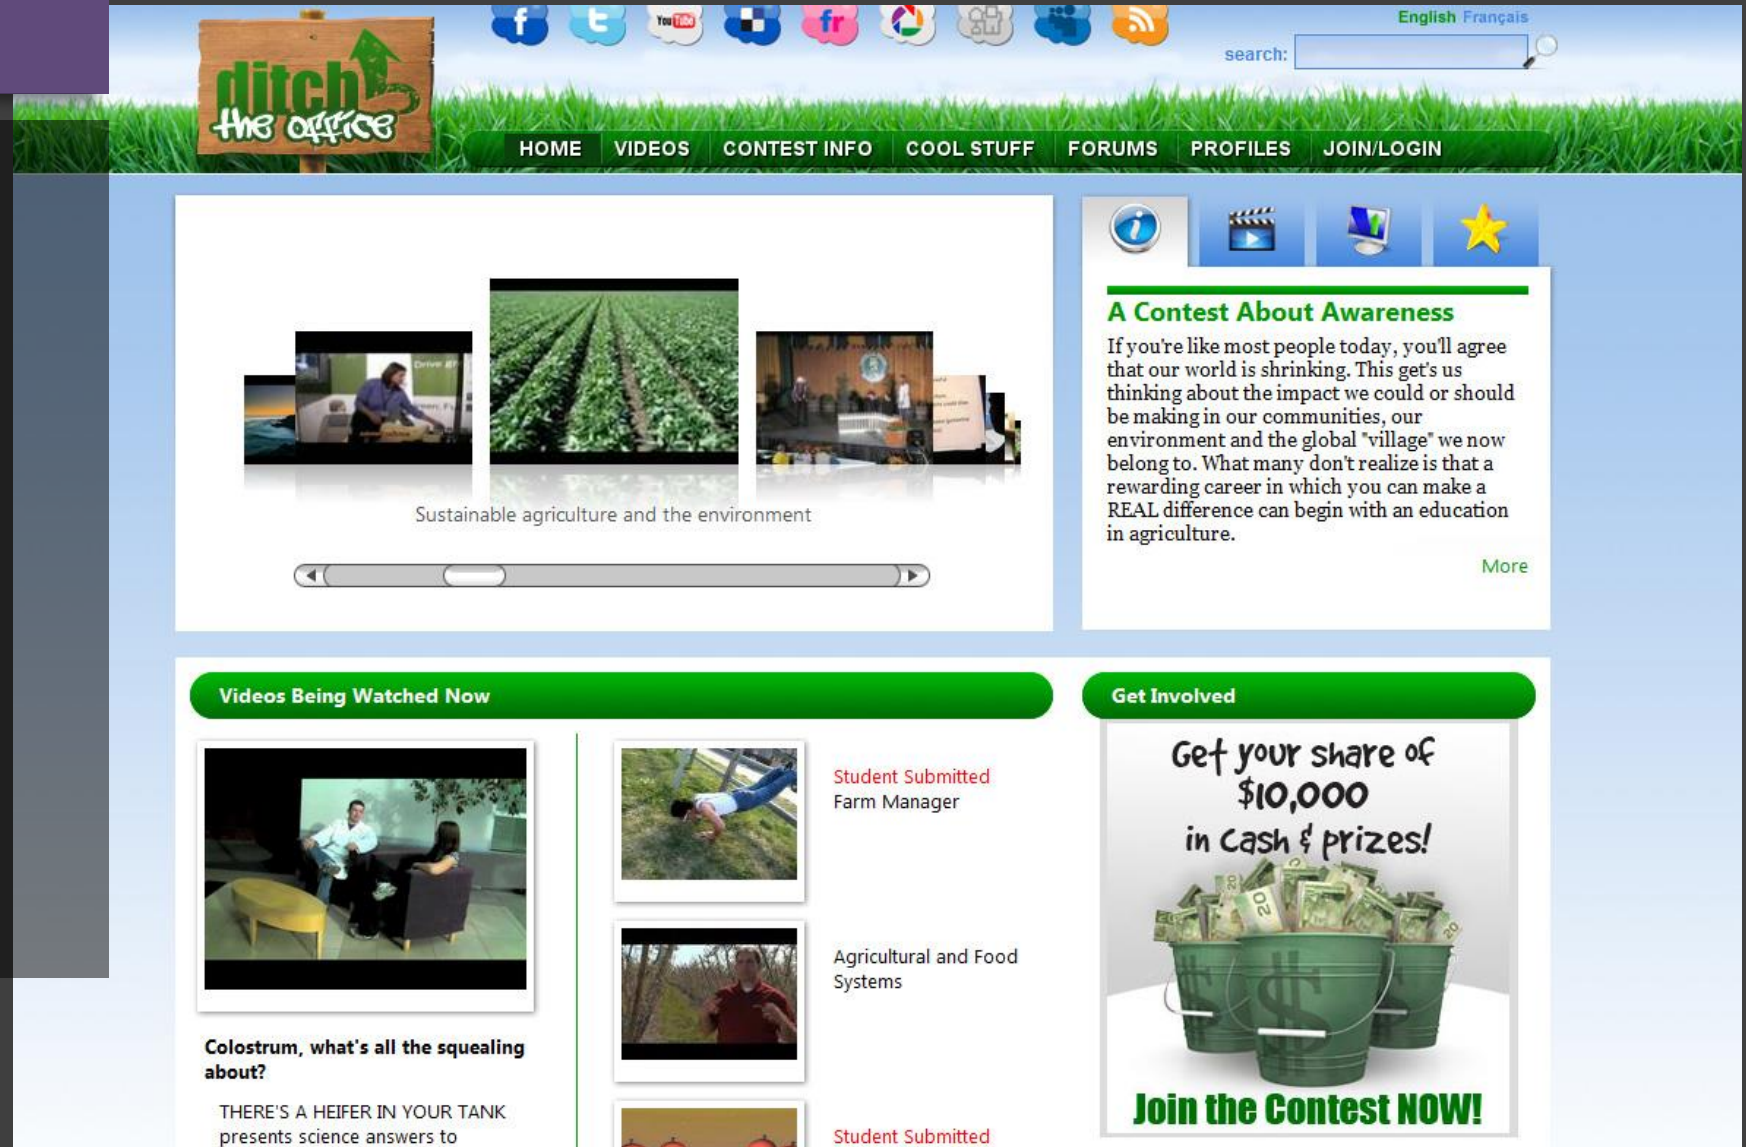 ditch
the office
f
t
You Tube
fr
English Français
search:
HOME VIDEOS CONTEST INFO COOL STUFF FORUMS PROFILES JOIN/LOGIN
Sustainable agriculture and the environment
A Contest About Awareness
If you're like most people today, you'll agree
that our world is shrinking. This get's us
thinking about the impact we could or should
be making in our communities, our
environment and the global "village" we now
belong to. What many don't realize is that a
rewarding career in which you can make a
REAL difference can begin with an education
in agriculture.
More
Videos Being Watched Now
Colostrum, what's all the squealing
about?
THERE'S A HEIFER IN YOUR TANK
presents science answers to
Student Submitted
Farm Manager
Agricultural and Food
Systems
Student Submitted
Get Involved
Get your share of
$10,000
in cash & prizes!
20
20
20
$ $ $
Join the Contest NOW!